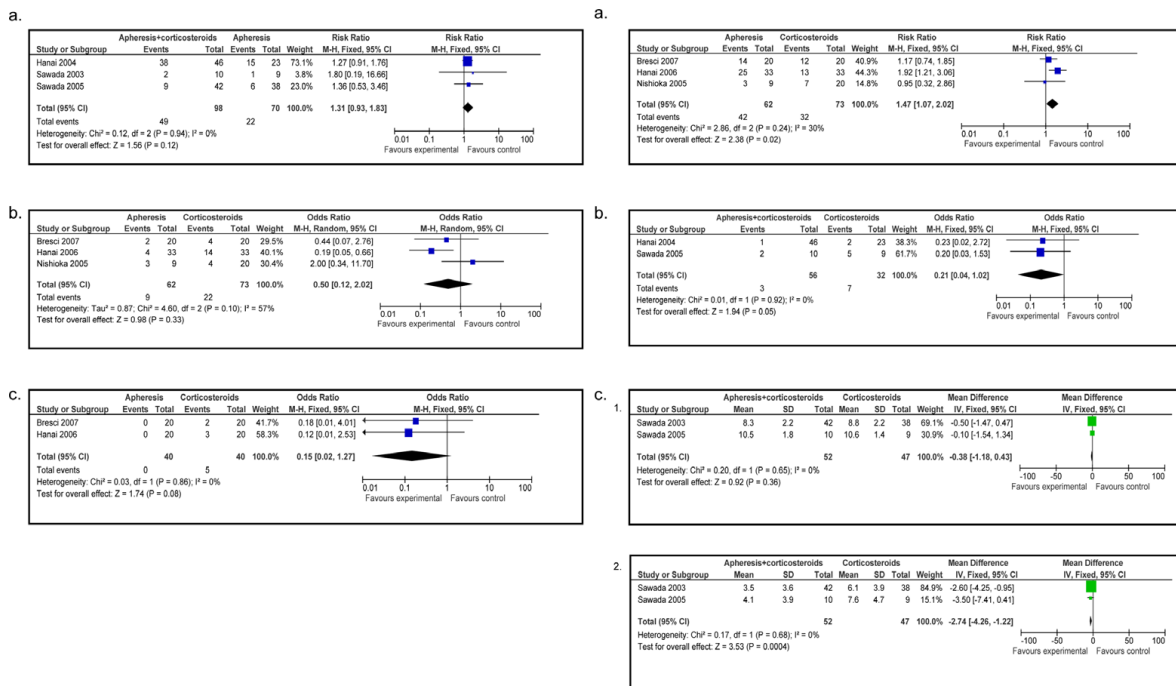 a.
Apheresis+corticosteroids Apheresis Risk Ratio Risk Ratio
Study or Subgroup Events Total Events Total Weight M-H, Fixed, 95% CI M-H, Fixed, 95% CI
Hanai 2004 38 46 15 23 73.1% 1.27 [0.91, 1.76]
Sawada 2003 2 10 1 9 3.8% 1.80 [0.19, 16.66]
Sawada 2005 9 42 6 38 23.0% 1.36 [0.53, 3.46]
Total (95% CI) 98 70 100.0% 1.31 [0.93, 1.83]
Total events 49 22
Heterogeneity: Chi² = 0.12, df = 2 (P = 0.94); I² = 0%
Test for overall effect: Z = 1.56 (P = 0.12)
0.01 0.1 1 10 100
Favours experimental Favours control
b.
Apheresis Corticosteroids Odds Ratio Odds Ratio
Study or Subgroup Events Total Events Total Weight M-H, Random, 95% CI M-H, Random, 95% CI
Bresci 2007 2 20 4 20 29.5% 0.44 [0.07, 2.76]
Hanai 2006 4 33 14 33 40.1% 0.19 [0.05, 0.66]
Nishioka 2005 3 9 4 20 30.4% 2.00 [0.34, 11.70]
Total (95% CI) 62 73 100.0% 0.50 [0.12, 2.02]
Total events 9 22
Heterogeneity: Tau² = 0.87; Chi² = 4.60, df = 2 (P = 0.10); I² = 57%
Test for overall effect: Z = 0.98 (P = 0.33)
0.01 0.1 1 10 100
Favours experimental Favours control
c.
Apheresis Corticosteroids Odds Ratio Odds Ratio
Study or Subgroup Events Total Events Total Weight M-H, Fixed, 95% CI M-H, Fixed, 95% CI
Bresci 2007 0 20 2 20 41.7% 0.18 [0.01, 4.01]
Hanai 2006 0 20 3 20 58.3% 0.12 [0.01, 2.53]
Total (95% CI) 40 40 100.0% 0.15 [0.02, 1.27]
Total events 0 5
Heterogeneity: Chi² = 0.03, df = 1 (P = 0.86); I² = 0%
Test for overall effect: Z = 1.74 (P = 0.08)
0.01 0.1 1 10 100
Favours experimental Favours control
a.
Apheresis Corticosteroids Risk Ratio Risk Ratio
Study or Subgroup Events Total Events Total Weight M-H, Fixed, 95% CI M-H, Fixed, 95% CI
Bresci 2007 14 20 12 20 40.9% 1.17 [0.74, 1.85]
Hanai 2006 25 33 13 33 44.3% 1.92 [1.21, 3.06]
Nishioka 2005 3 9 7 20 14.8% 0.95 [0.32, 2.86]
Total (95% CI) 62 73 100.0% 1.47 [1.07, 2.02]
Total events 42 32
Heterogeneity: Chi² = 2.86, df = 2 (P = 0.24); I² = 30%
Test for overall effect: Z = 2.38 (P = 0.02)
0.01 0.1 1 10 100
Favours experimental Favours control
b.
Apheresis+corticosteroids Corticosteroids Odds Ratio Odds Ratio
Study or Subgroup Events Total Events Total Weight M-H, Fixed, 95% CI M-H, Fixed, 95% CI
Hanai 2004 1 46 2 23 38.3% 0.23 [0.02, 2.72]
Sawada 2005 2 10 5 9 61.7% 0.20 [0.03, 1.53]
Total (95% CI) 56 32 100.0% 0.21 [0.04, 1.02]
Total events 3 7
Heterogeneity: Chi² = 0.01, df = 1 (P = 0.92); I² = 0%
Test for overall effect: Z = 1.94 (P = 0.05)
0.01 0.1 1 10 100
Favours experimental Favours control
c.
1.
Apheresis+corticosteroids Corticosteroids Mean Difference Mean Difference
Study or Subgroup Mean SD Total Mean SD Total Weight IV, Fixed, 95% CI IV, Fixed, 95% CI
Sawada 2003 8.3 2.2 42 8.8 2.2 38 69.1% -0.50 [-1.47, 0.47]
Sawada 2005 10.5 1.8 10 10.6 1.4 9 30.9% -0.10 [-1.54, 1.34]
Total (95% CI) 52 47 100.0% -0.38 [-1.18, 0.43]
Heterogeneity: Chi² = 0.20, df = 1 (P = 0.65); I² = 0%
Test for overall effect: Z = 0.92 (P = 0.36)
-100 -50 0 50 100
Favours experimental Favours control
2.
Apheresis+corticosteroids Corticosteroids Mean Difference Mean Difference
Study or Subgroup Mean SD Total Mean SD Total Weight IV, Fixed, 95% CI IV, Fixed, 95% CI
Sawada 2003 3.5 3.6 42 6.1 3.9 38 84.9% -2.60 [-4.25, -0.95]
Sawada 2005 4.1 3.9 10 7.6 4.7 9 15.1% -3.50 [-7.41, 0.41]
Total (95% CI) 52 47 100.0% -2.74 [-4.26, -1.22]
Heterogeneity: Chi² = 0.17, df = 1 (P = 0.68); I² = 0%
Test for overall effect: Z = 3.53 (P = 0.0004)
-100 -50 0 50 100
Favours experimental Favours control